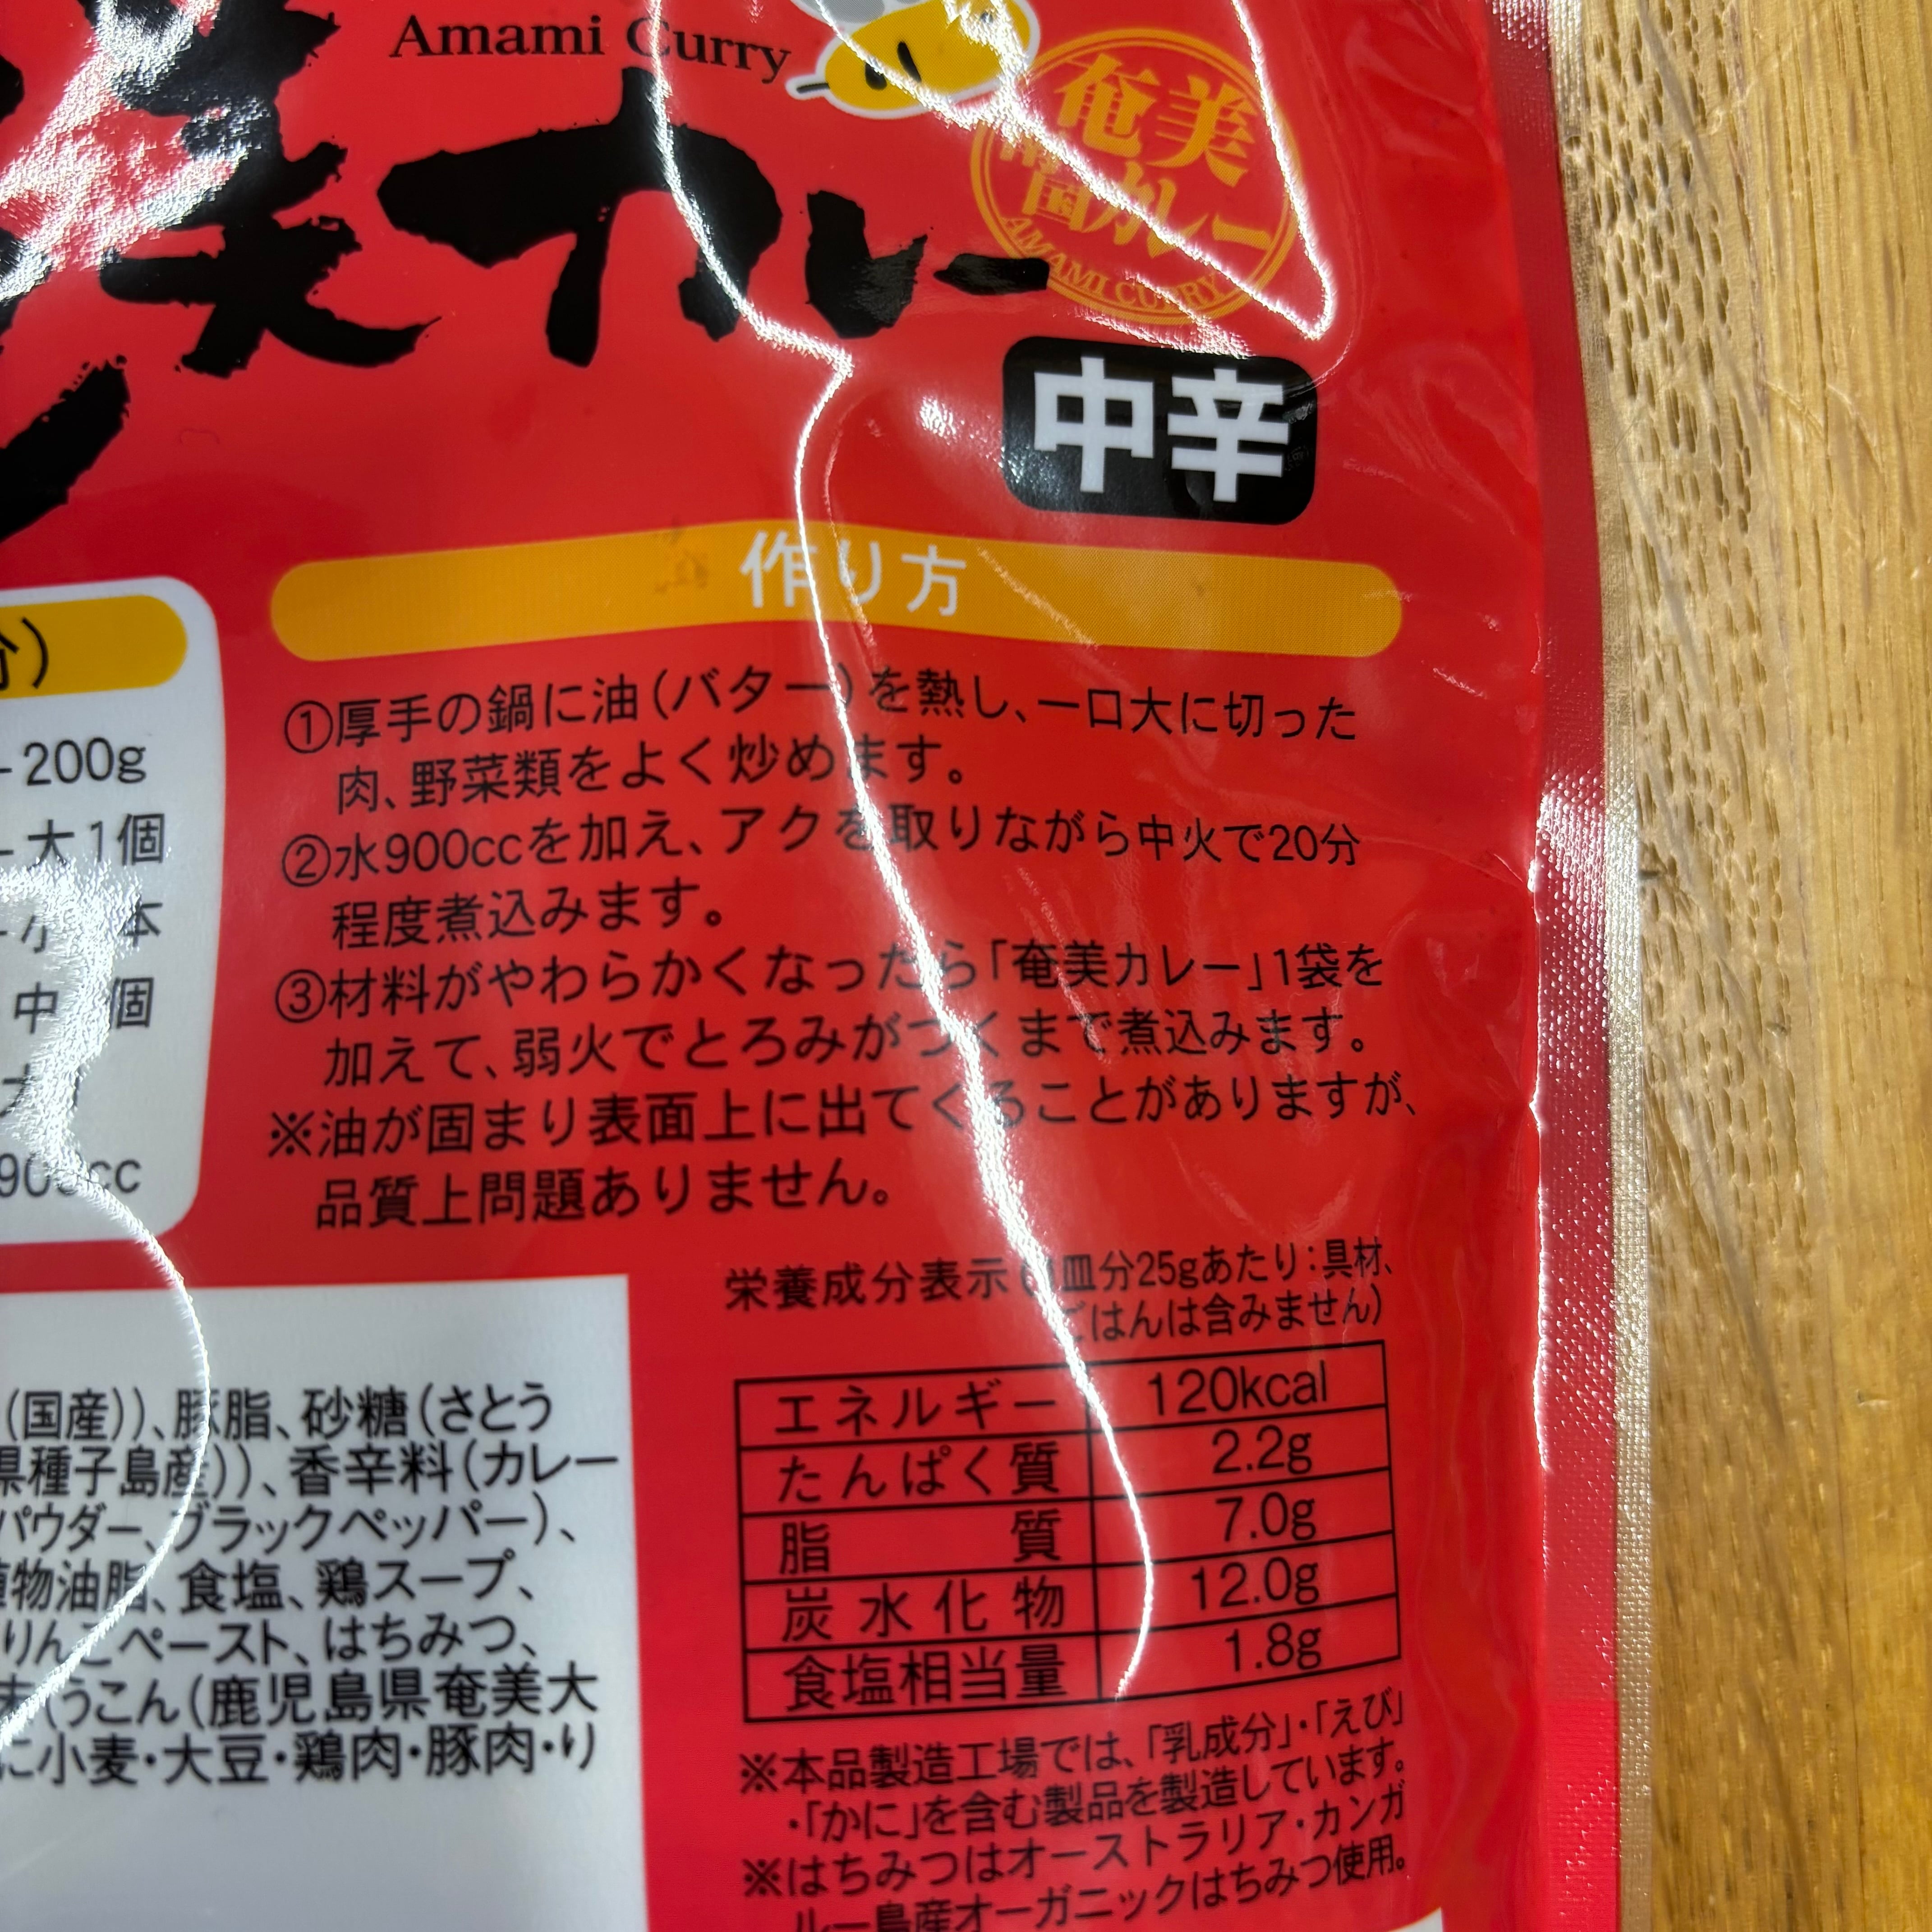 Amami Curry
奄美
南国カレー
AMAMI CURRY
美カレー
中辛
作り方
①厚手の鍋に油(バター)を熱し、一口大に切った
肉、野菜類をよく炒めます。
②水900ccを加え、アクを取りながら中火で20分
程度煮込みます。
③材料がやわらかくなったら「奄美カレー」1袋を
加えて、弱火でとろみがつくまで煮込みます。
※油が固まり表面上に出てくることがありますが、
品質上問題ありません。
分)
200g
大1個
本
中 個
大
900cc
栄養成分表示(1皿分25gあたり:具材、
ごはんは含みません)
エネルギー 120kcal
たんぱく質 2.2g
脂質 7.0g
炭水化物 12.0g
食塩相当量 1.8g
※本品製造工場では、「乳成分」・「えび」
・「かに」を含む製品を製造しています。
※はちみつはオーストラリア・カンガ
ルー島産オーガニックはちみつ使用。
(国産))、豚脂、砂糖(さとう
県種子島産))、香辛料(カレー
パウダー、ブラックペッパー)、
植物油脂、食塩、鶏スープ、
りんごペースト、はちみつ、
末(うこん(鹿児島県奄美大
に小麦・大豆・鶏肉・豚肉・り